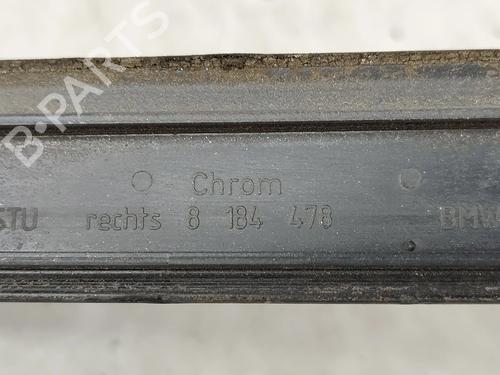 B-PARTS
Chrom
STU rechts 8 184 478 BMW